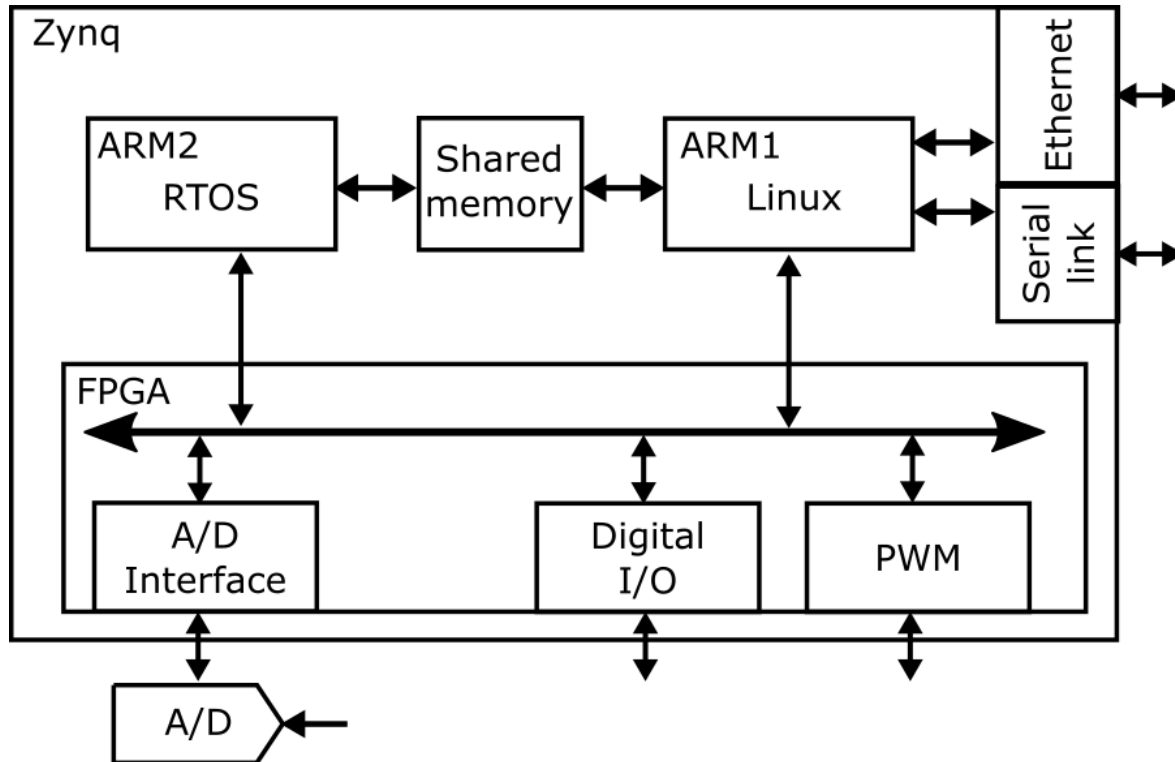 Zynq
Ethernet
ARM2
RTOS
Shared
memory
ARM1
Linux
Serial
link
FPGA
A/D
Interface
Digital
I/O
PWM
A/D